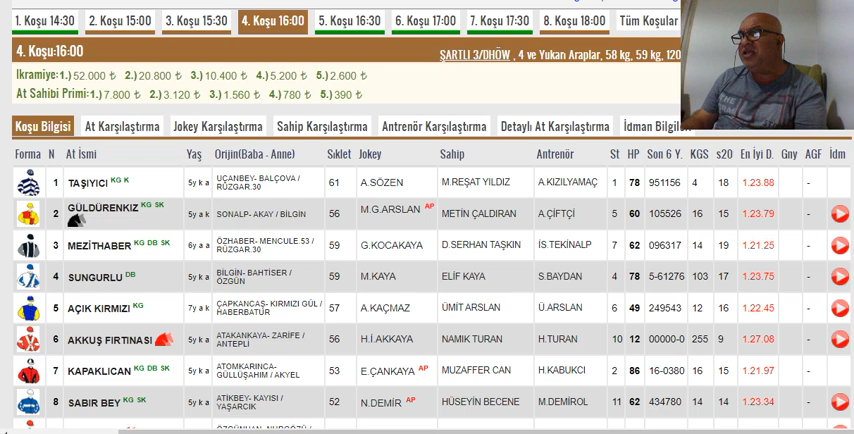 1. Koşu 14:30 2. Koşu 15:00 3. Koşu 15:30 4. Koşu 16:00 5. Koşu 16:30 6. Koşu 17:00 7. Koşu 17:30 8. Koşu 18:00 Tüm Koşular
4. Koşu:16:00
ŞARTLI 3/DHÖW , 4 ve Yukarı Araplar, 58 kg, 59 kg, 120
Ikramiye:1.) 52.000 ₺ 2.) 20.800 ₺ 3.) 10.400 ₺ 4.) 5.200 ₺ 5.) 2.600 ₺
At Sahibi Primi:1.) 7.800 ₺ 2.) 3.120 ₺ 3.) 1.560 ₺ 4.) 780 ₺ 5.) 390 ₺
Koşu Bilgisi At Karşılaştırma Jokey Karşılaştırma Sahip Karşılaştırma Antrenör Karşılaştırma Detaylı At Karşılaştırma İdman Bilgileri
Forma N At İsmi Yaş Orijin(Baba - Anne) Sıklet Jokey Sahip Antrenör St HP Son 6 Y. KGS s20 En İyi D. Gny AGF İdm
1 TAŞIYICI KG K 5y k a UÇANBEY- BALÇOVA / RÜZGAR.30 61 A.SÖZEN M.REŞAT YILDIZ A.KIZILYAMAÇ 1 78 951156 4 18 1.23.88 -
2 GÜLDÜRENKIZ KG SK 5y a k SONALP- AKAY / BİLGİN 56 M.G.ARSLAN AP METİN ÇALDIRAN A.ÇİFTÇİ 5 60 105526 16 15 1.23.79 -
3 MEZİTHABER KG DB SK 6y a a ÖZHABER- MENCULE.53 / RÜZGAR.30 59 G.KOCAKAYA D.SERHAN TAŞKIN İS.TEKİNALP 7 62 096317 14 19 1.21.25 -
4 SUNGURLU DB 5y k a BİLGİN- BAHTİSER / ÖZGÜN 59 M.KAYA ELİF KAYA S.BAYDAN 4 78 5-61276 103 17 1.23.75 -
5 AÇIK KIRMIZI KG 7y a k ÇAPKANCAŞ- KIRMIZI GÜL / HABERBATUR 57 A.KAÇMAZ ÜMİT ARSLAN Ü.ARSLAN 6 49 249543 12 16 1.22.45 -
6 AKKUŞ FIRTINASI 5y k a ATAKANKAYA- ZARİFE / ANTEPLİ 56 H.İ.AKKAYA NAMIK TURAN H.TURAN 10 12 00000-0 255 9 1.27.08 -
7 KAPAKLICAN KG DB SK 5y k a ATOMKARINCA- GÜLLÜŞAHIM / AKYEL 53 E.ÇANKAYA AP MUZAFFER CAN H.KABUKCI 2 86 16-0380 16 15 1.21.97 -
8 SABIR BEY KG SK 5y k a ATİKBEY- KAYISI / YAŞARCIK 52 N.DEMİR AP HÜSEYİN BECENE M.DEMİROL 11 62 434780 14 14 1.23.34 -